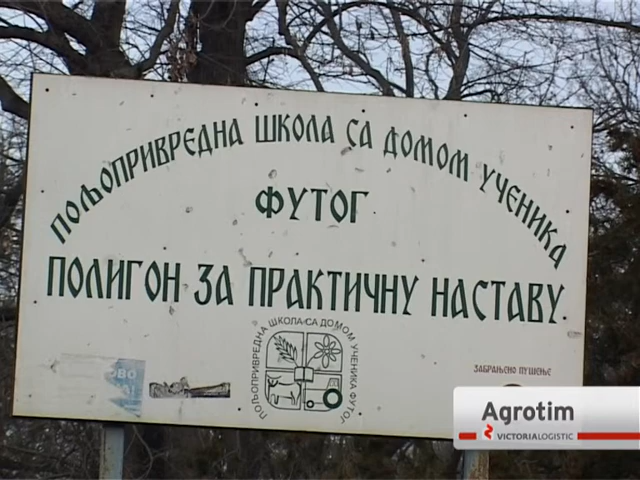 ПОЉОПРИВРЕДНА ШКОЛА СА ДОМОМ УЧЕНИКА
ФУТОГ
ПОЛИГОН ЗА ПРАКТИЧНУ НАСТАВУ
ПОЉОПРИВРЕДНА ШКОЛА СА ДОМОМ УЧЕНИКА ФУТОГ
ЗАБРАЊЕНО ПУШЕЊЕ
Agrotim
VICTORIALOGISTIC